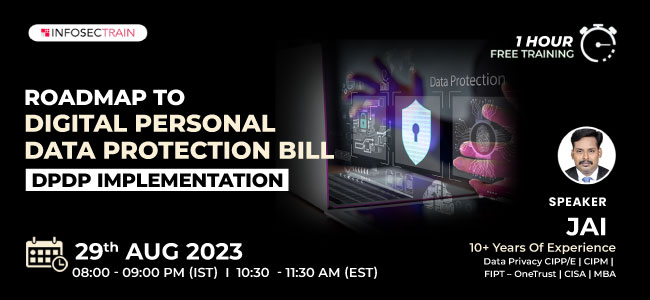 INFOSECTRAIN
1 HOUR
FREE TRAINING
Data Protection
ROADMAP TO
DIGITAL PERSONAL
DATA PROTECTION BILL
DPDP IMPLEMENTATION
29th AUG 2023
08:00 - 09:00 PM (IST) I 10:30 - 11:30 AM (EST)
SPEAKER
JAI
10+ Years Of Experience
Data Privacy CIPP/E | CIPM |
FIPT – OneTrust | CISA | MBA